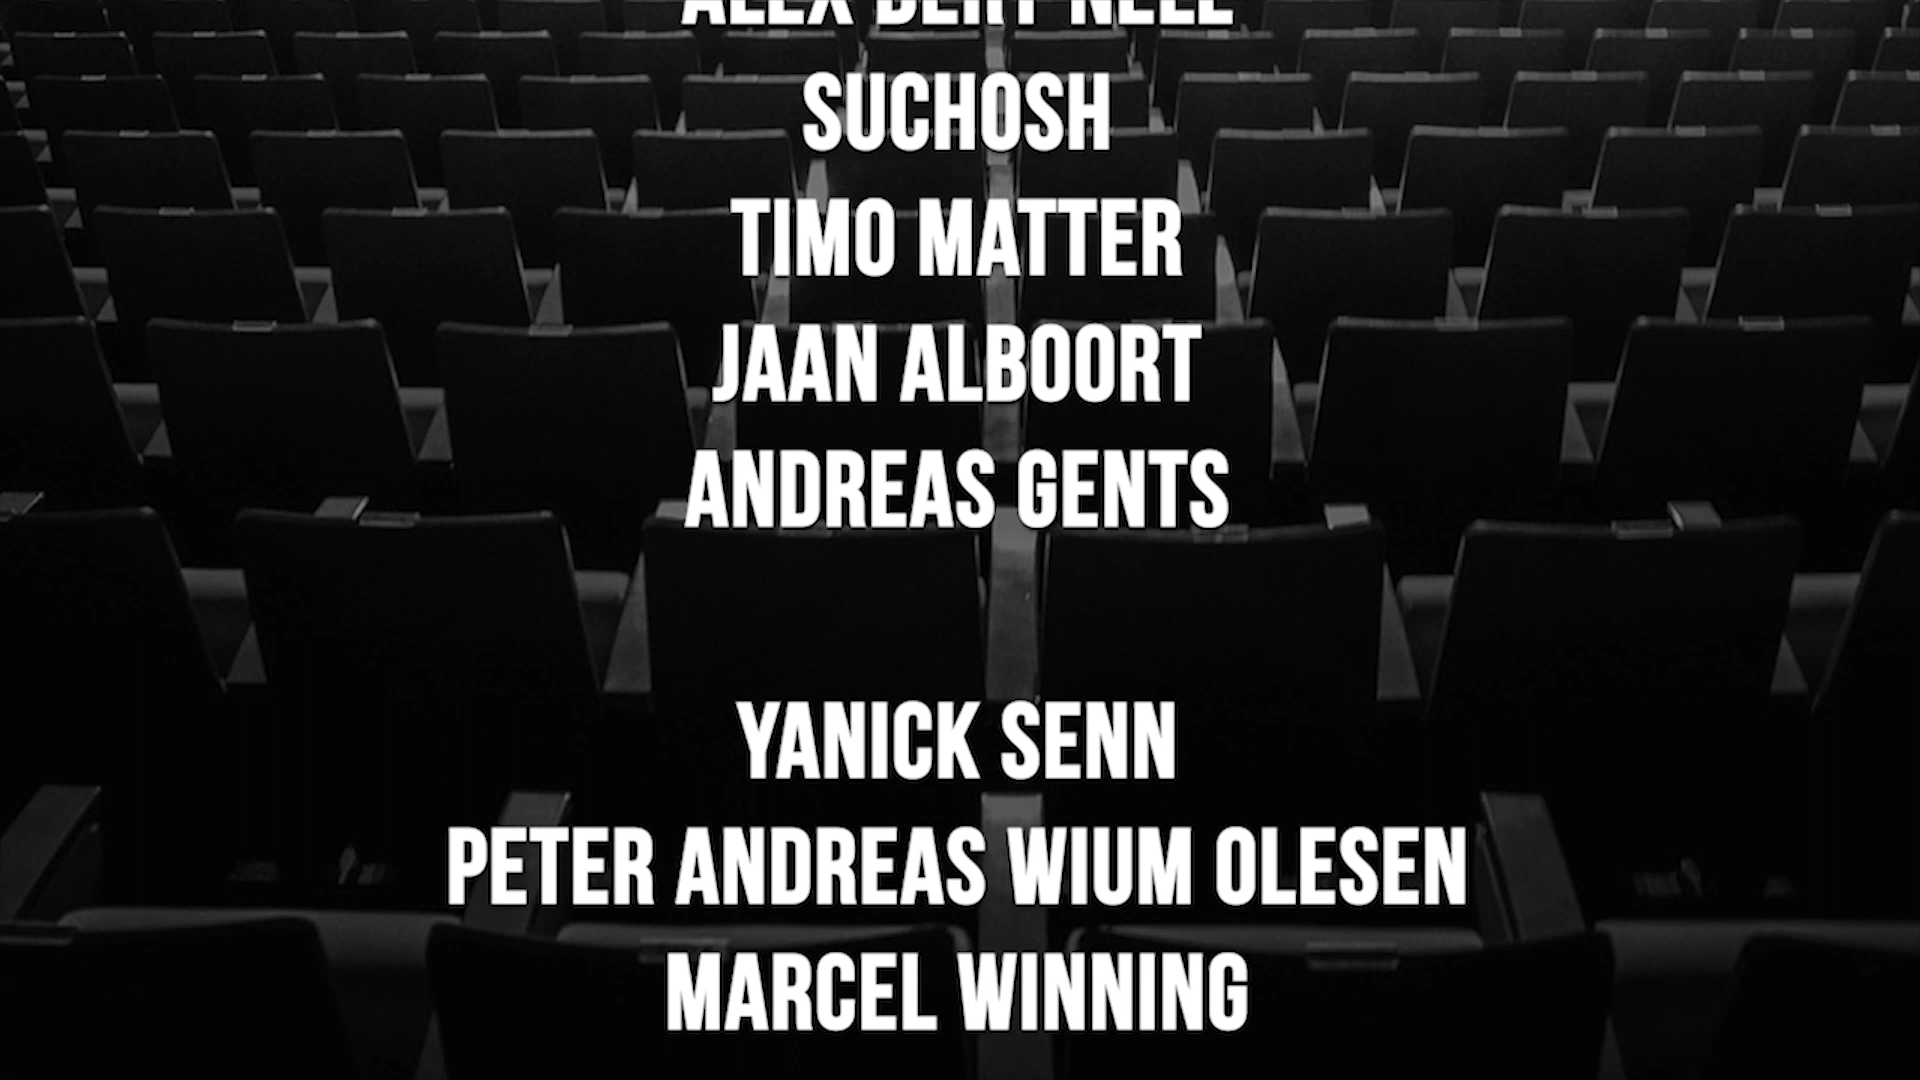 SUCHOSH
TIMO MATTER
JAAN ALBOORT
ANDREAS GENTS
YANICK SENN
PETER ANDREAS WIUM OLESEN
MARCEL WINNING